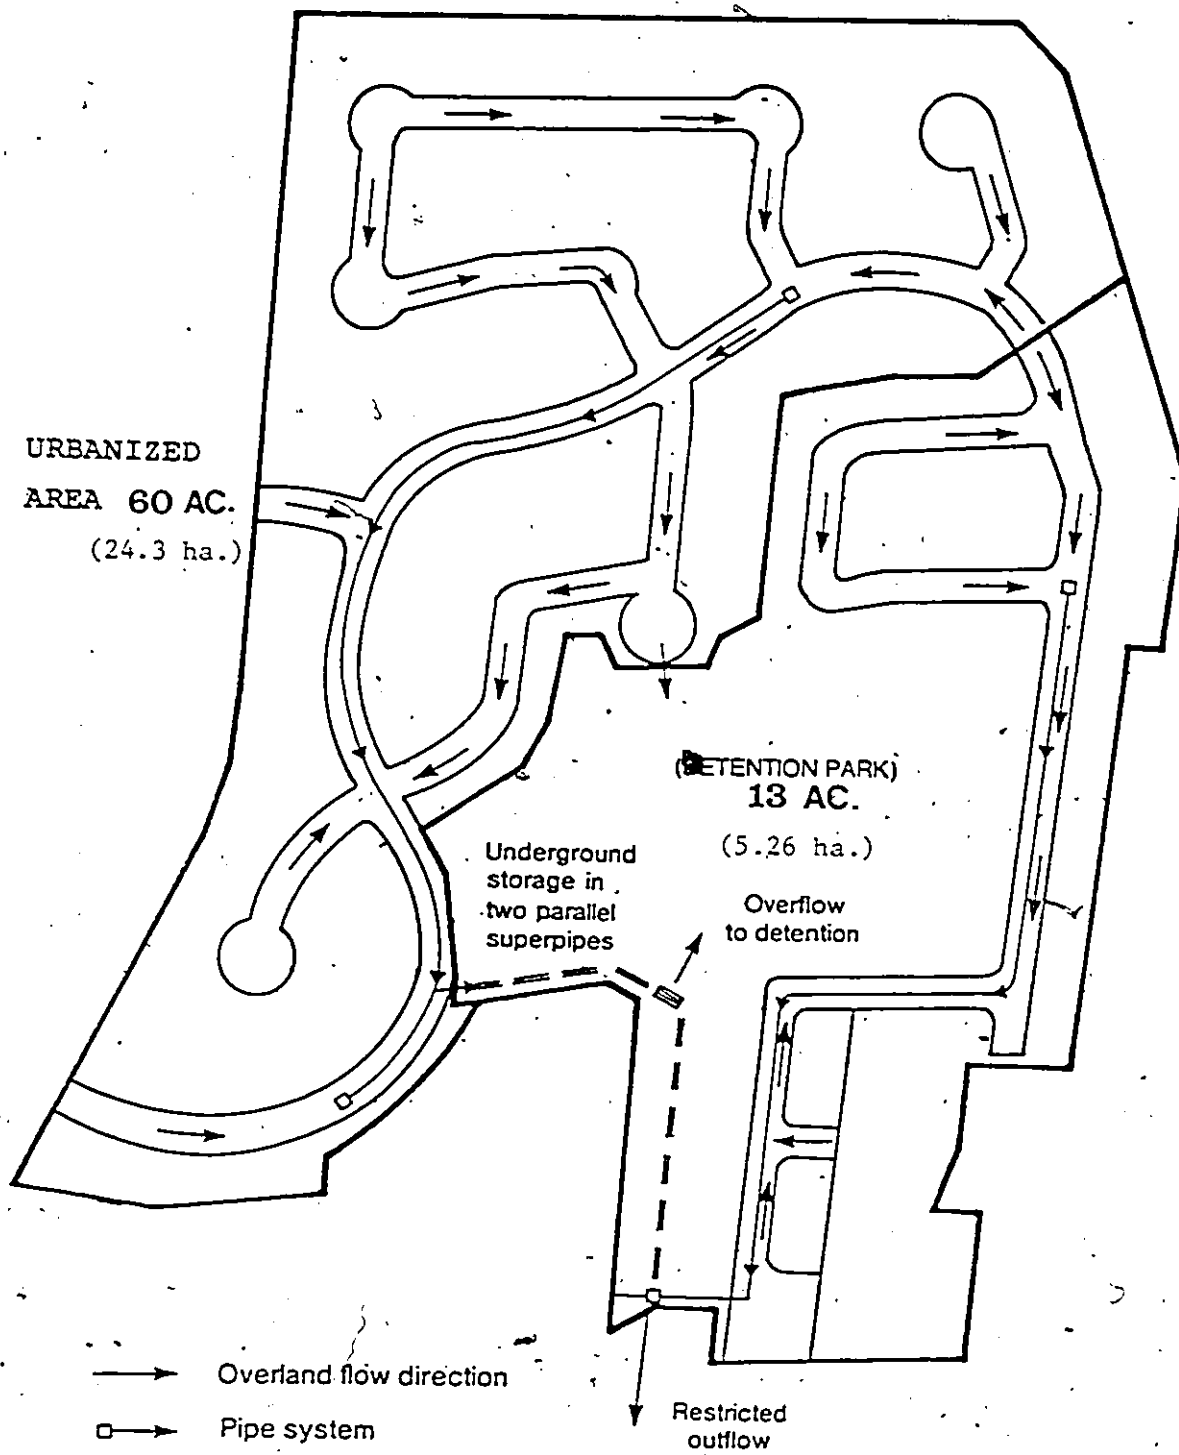 URBANIZED
AREA 60 AC.
(24.3 ha.)
(DETENTION PARK)
13 AC.
(5.26 ha.)
Underground
storage in
two parallel
superpipes
Overflow
to detention
Overland flow direction
Pipe system
Restricted
outflow